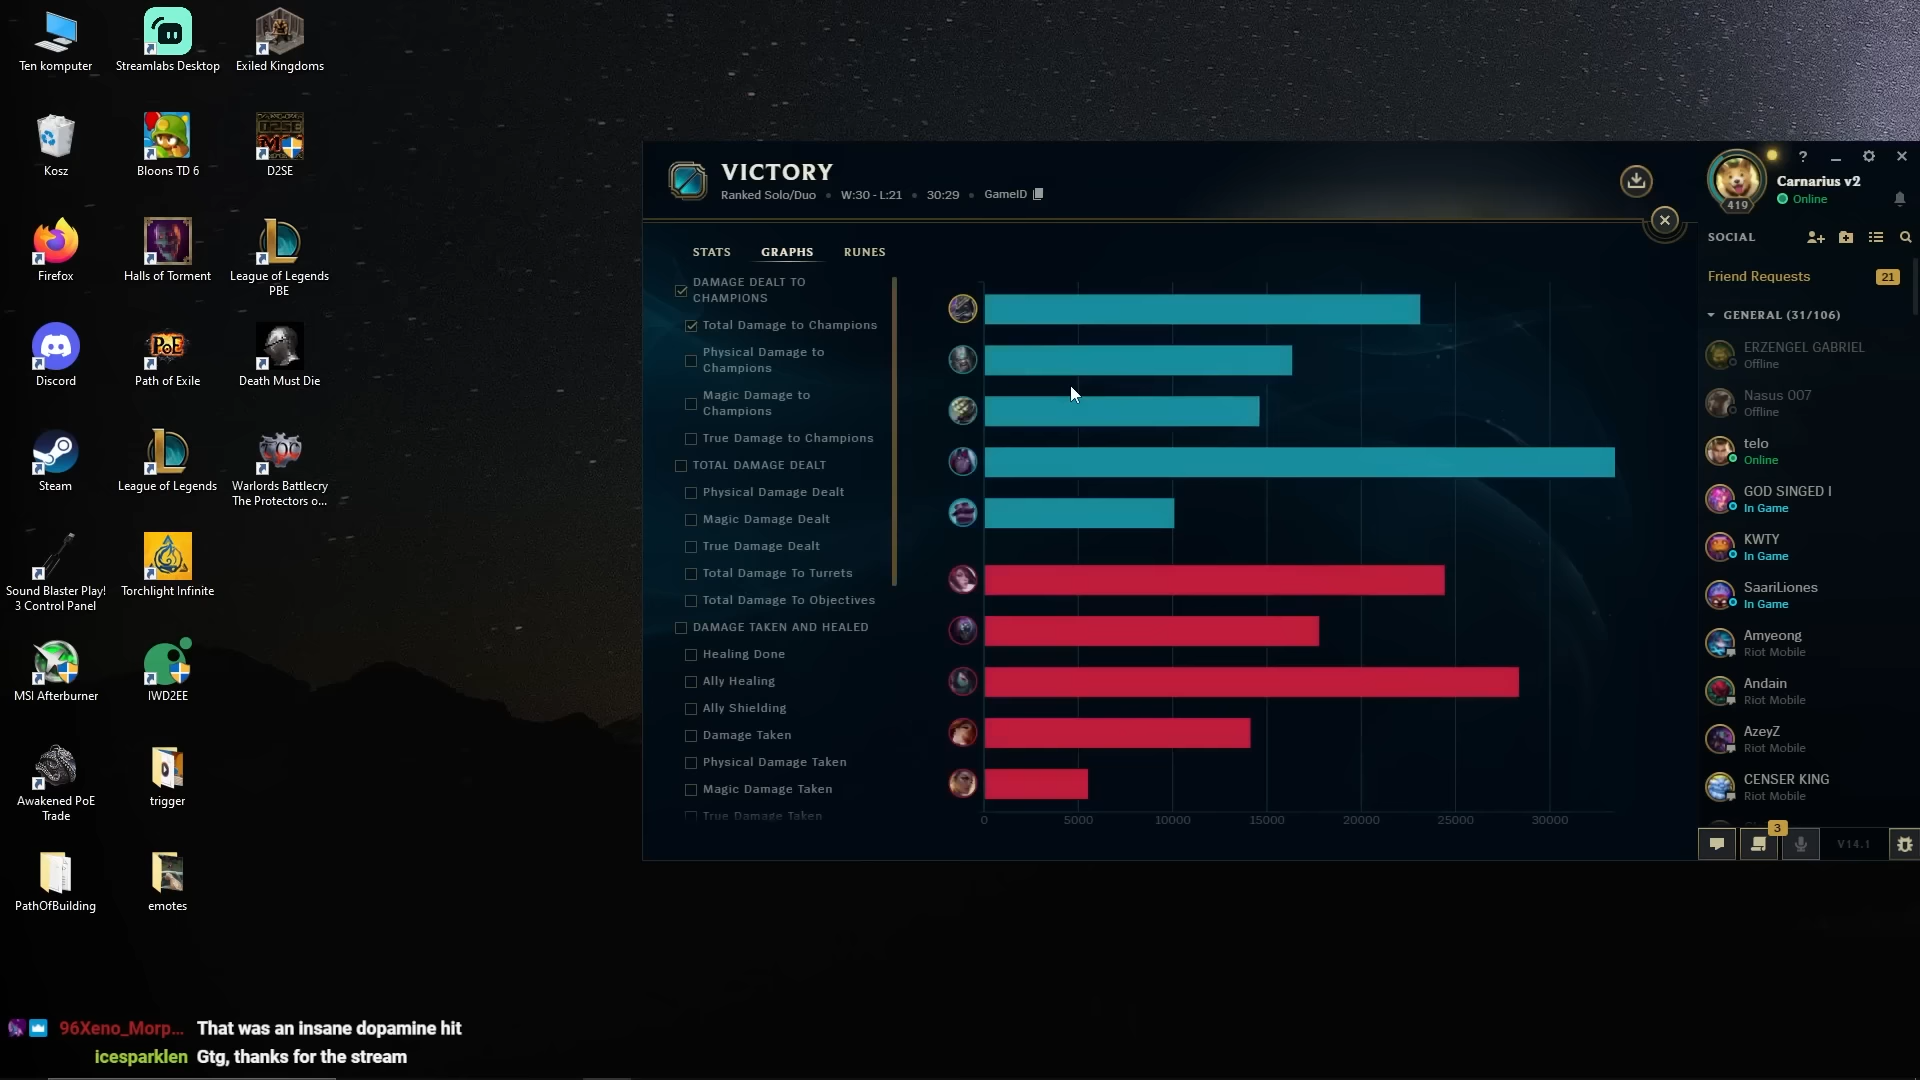 Ten komputer
Streamlabs Desktop
Exiled Kingdoms
Kosz
Bloons TD 6
D2SE
Firefox
Halls of Torment
League of Legends
PBE
Discord
Path of Exile
Death Must Die
Steam
League of Legends
Warlords Battlecry
The Protectors o...
Sound Blaster Play!
3 Control Panel
Torchlight Infinite
MSI Afterburner
IWD2EE
Awakened PoE
Trade
trigger
PathOfBuilding
emotes
VICTORY
Ranked Solo/Duo • W:30 - L:21 • 30:29 • GameID
STATS GRAPHS RUNES
DAMAGE DEALT TO
CHAMPIONS
Total Damage to Champions
Physical Damage to
Champions
Magic Damage to
Champions
True Damage to Champions
TOTAL DAMAGE DEALT
Physical Damage Dealt
Magic Damage Dealt
True Damage Dealt
Total Damage To Turrets
Total Damage To Objectives
DAMAGE TAKEN AND HEALED
Healing Done
Ally Healing
Ally Shielding
Damage Taken
Physical Damage Taken
Magic Damage Taken
True Damage Taken
0 5000 10000 15000 20000 25000 30000
419
Carnarius v2
Online
SOCIAL
Friend Requests 21
GENERAL (31/106)
ERZENGEL GABRIEL
Offline
Nasus 007
Offline
telo
Online
GOD SINGED I
In Game
KWTY
In Game
SaariLiones
In Game
Amyeong
Riot Mobile
Andain
Riot Mobile
AzeyZ
Riot Mobile
CENSER KING
Riot Mobile
3
V14.1
96Xeno_Morp... That was an insane dopamine hit
icesparklen Gtg, thanks for the stream